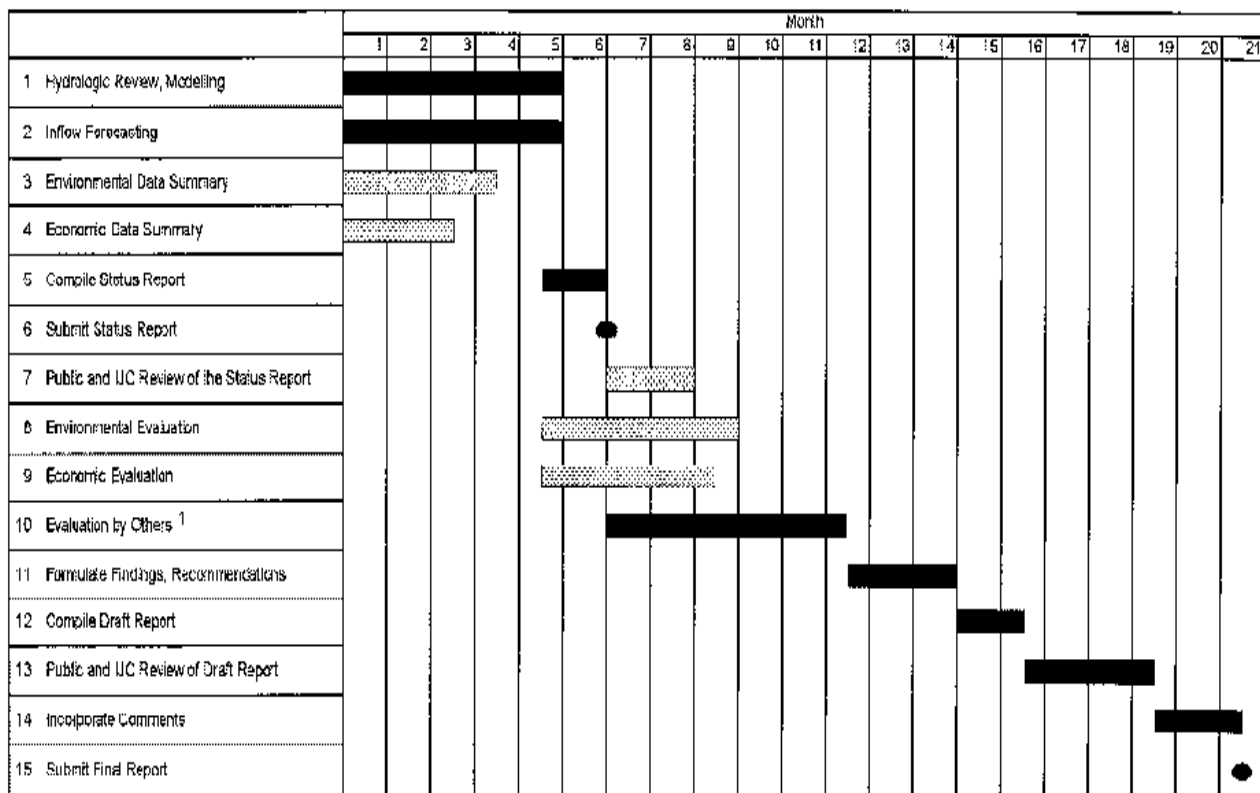 Month
1 2 3 4 5 6 7 8 9 10 11 12 13 14 15 16 17 18 19 20 21
1 Hydrologic Review, Modelling
2 Inflow Forecasting
3 Environmental Data Summary
4 Economic Data Summary
5 Compile Status Report
6 Submit Status Report
7 Public and IJC Review of the Status Report
8 Environmental Evaluation
9 Economic Evaluation
10 Evaluation by Others 1
11 Formulate Findings, Recommendations
12 Compile Draft Report
13 Public and IJC Review of Draft Report
14 Incorporate Comments
15 Submit Final Report